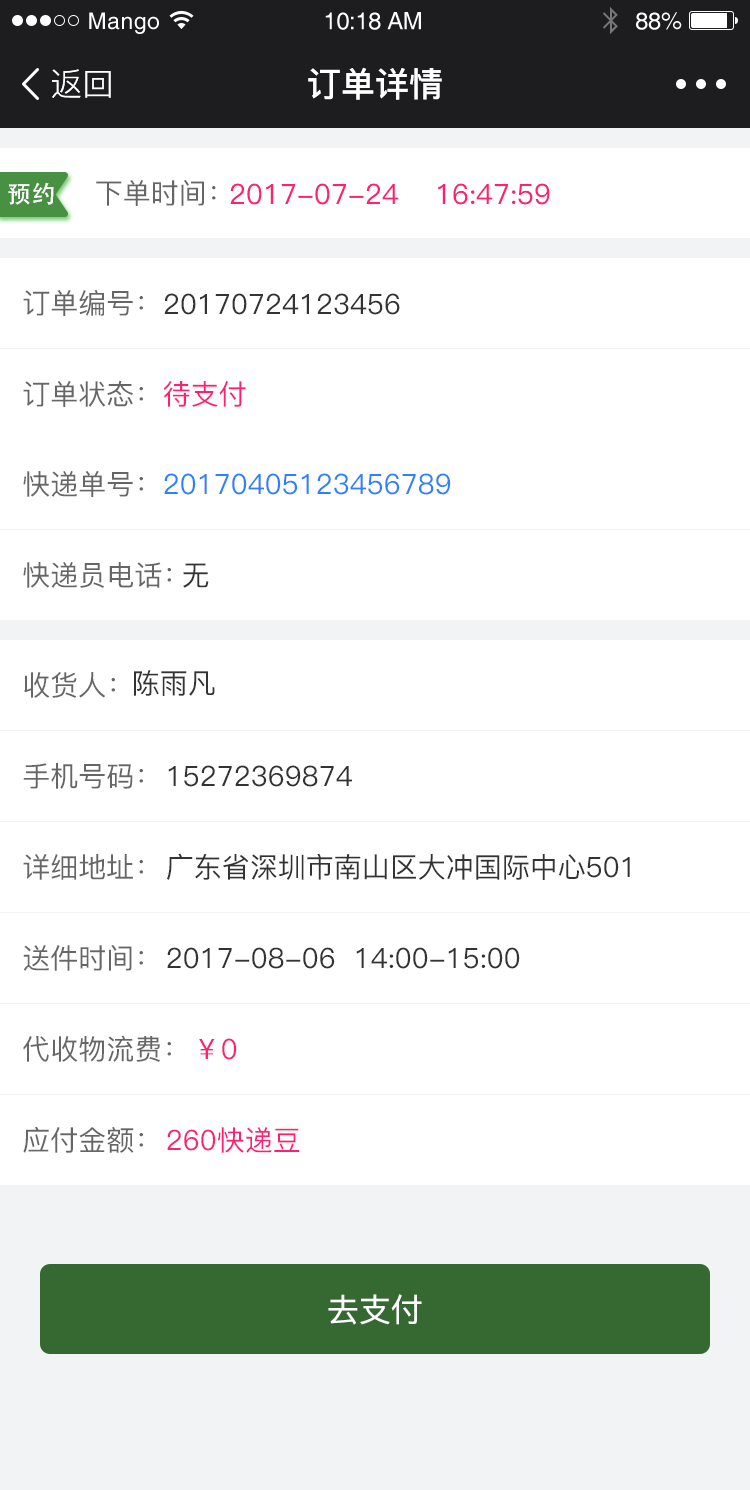 Mango 10:18 AM 88%
返回 订单详情
预约 下单时间：2017-07-24 16:47:59
订单编号：20170724123456
订单状态：待支付
快递单号：20170405123456789
快递员电话：无
收货人：陈雨凡
手机号码：15272369874
详细地址：广东省深圳市南山区大冲国际中心501
送件时间：2017-08-06 14:00-15:00
代收物流费：￥0
应付金额：260快递豆
去支付